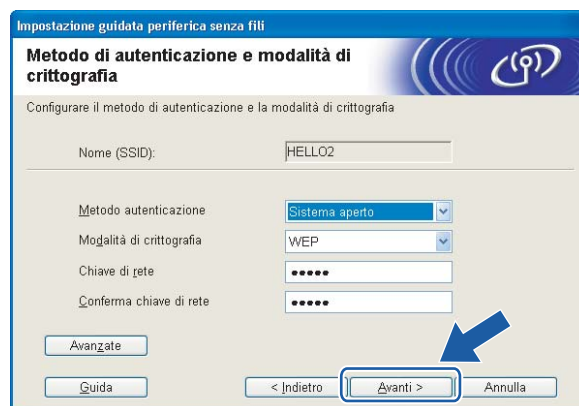 Impostazione guidata periferica senza fili
Metodo di autenticazione e modalità di
crittografia
Configurare il metodo di autenticazione e la modalità di crittografia
Nome (SSID): HELLO2
Metodo autenticazione Sistema aperto
Modalità di crittografia WEP
Chiave di rete •••••
Conferma chiave di rete •••••
Avanzate
Guida < Indietro Avanti > Annulla